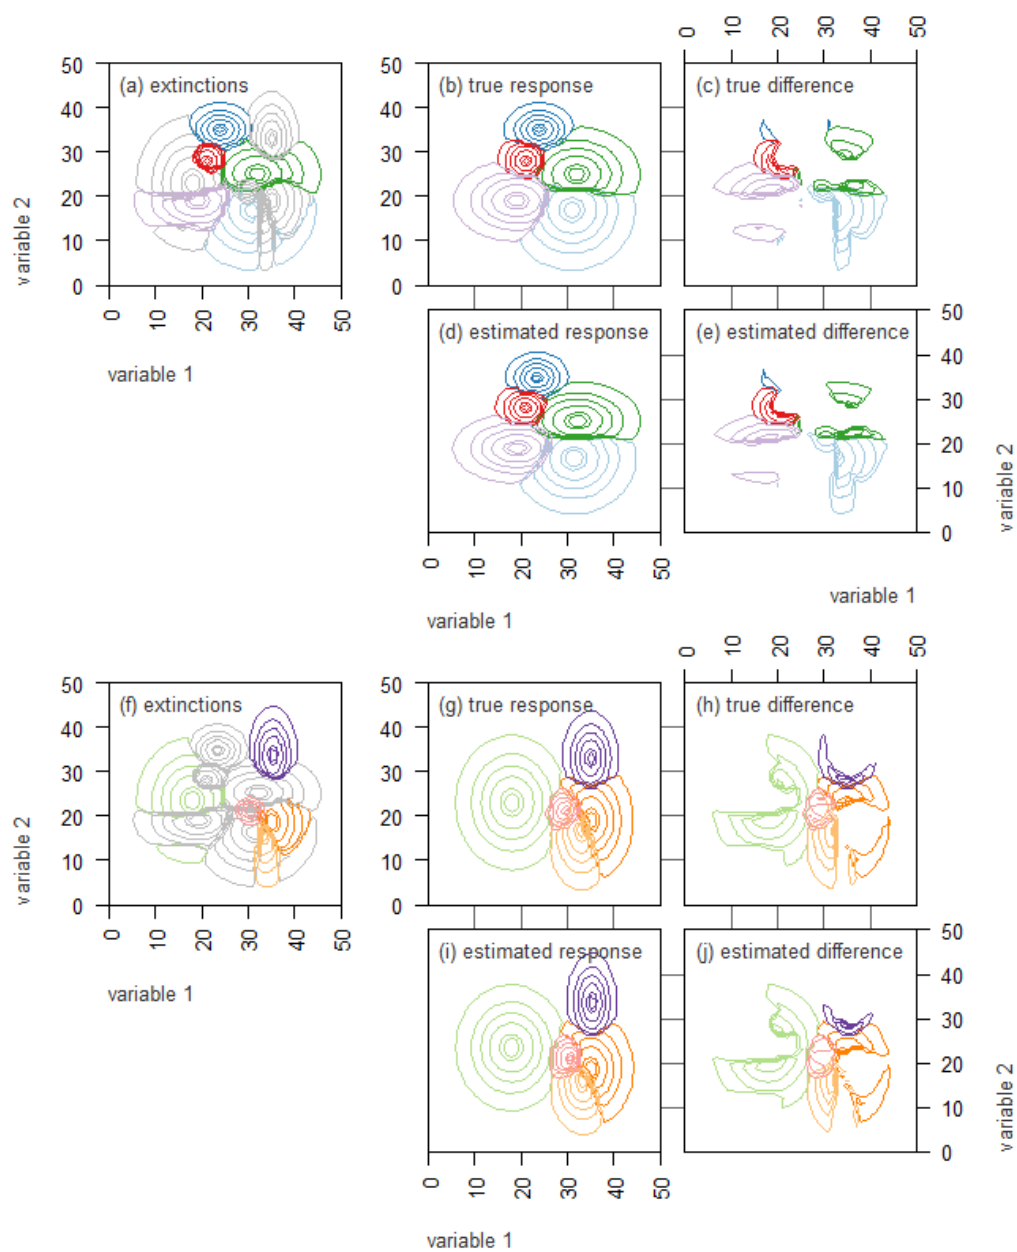 0 10 20 30 40 50
(a) extinctions
(b) true response
(c) true difference
50
40
30
20
10
0
50
40
30
20
10
0
variable 2
0 10 20 30 40 50
variable 1
(d) estimated response
(e) estimated difference
50
40
30
20
10
0
variable 2
0 10 20 30 40 50
variable 1
variable 1
0 10 20 30 40 50
(f) extinctions
(g) true response
(h) true difference
50
40
30
20
10
0
50
40
30
20
10
0
variable 2
0 10 20 30 40 50
variable 1
(i) estimated response
(j) estimated difference
50
40
30
20
10
0
variable 2
0 10 20 30 40 50
variable 1